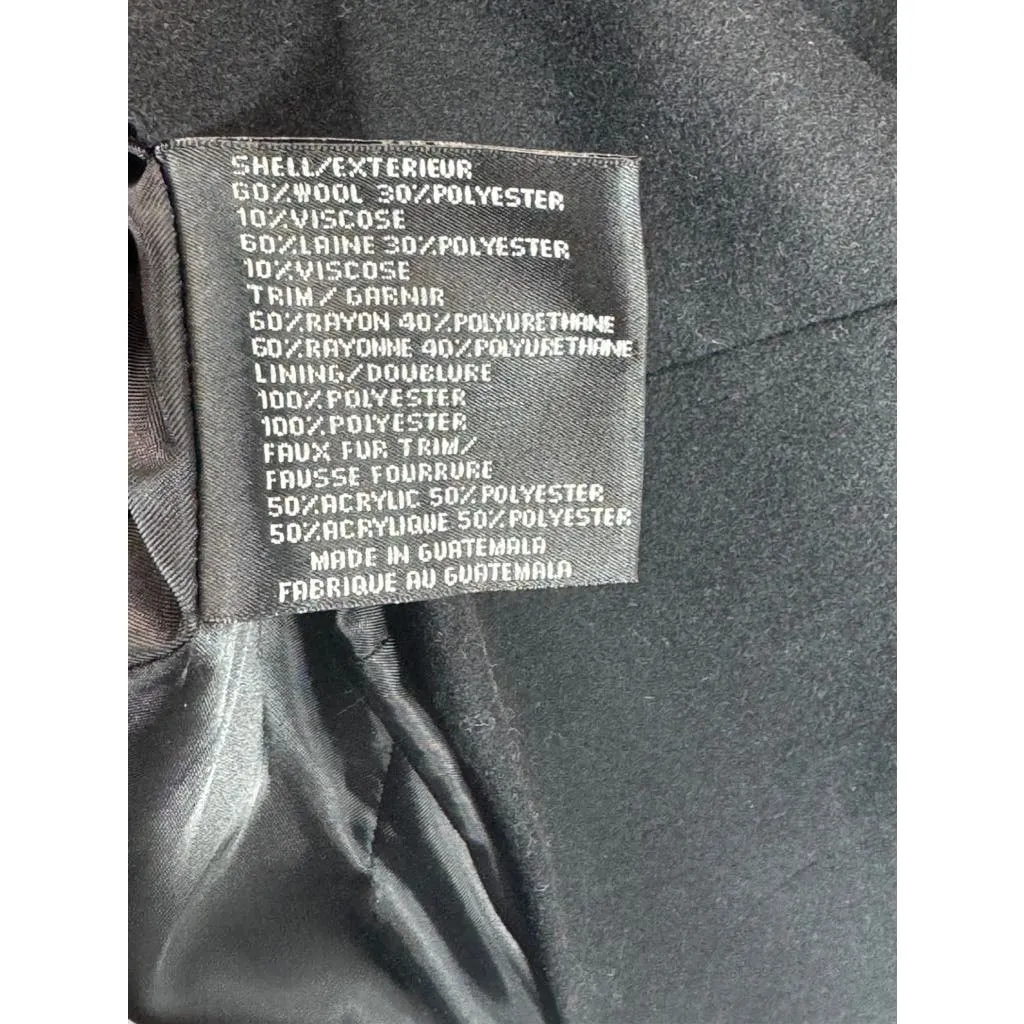 SHELL/EXTERIEUR
60%WOOL 30%POLYESTER
10%VISCOSE
60%LAINE 30%POLYESTER
10%VISCOSE
TRIM/ GARNIR
60%RAYON 40%POLYURETHANE
60%RAYONNE 40%POLYURETHANE
LINING/DOUBLURE
100%POLYESTER
100%POLYESTER
FAUX FUR TRIM/
FAUSSE FOURRURE
50%ACRYLIC 50%POLYESTER
50%ACRYLIQUE 50%POLYESTER
MADE IN GUATEMALA
FABRIQUE AU GUATEMALA